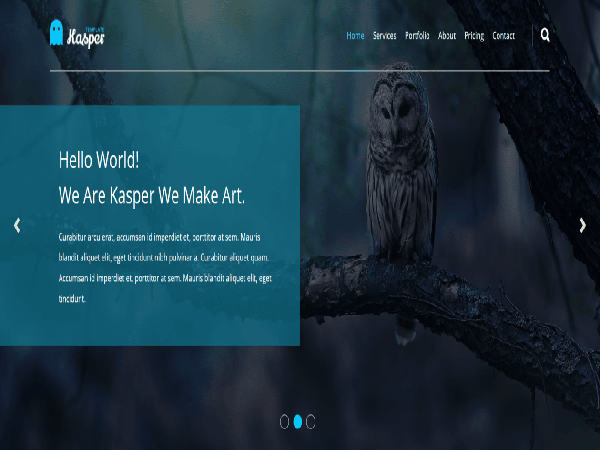 TEMPLATE
Kasper
Home Services Portfolio About Pricing Contact
Hello World!
We Are Kasper We Make Art.
Curabitur arcu erat, accumsan id imperdiet et, porttitor at sem. Mauris
blandit aliquet elit, eget tincidunt nibh pulvinar a. Curabitur aliquet quam.
Accumsan id imperdiet et, porttitor at sem. Mauris blandit aliquet elit, eget
tincidunt.